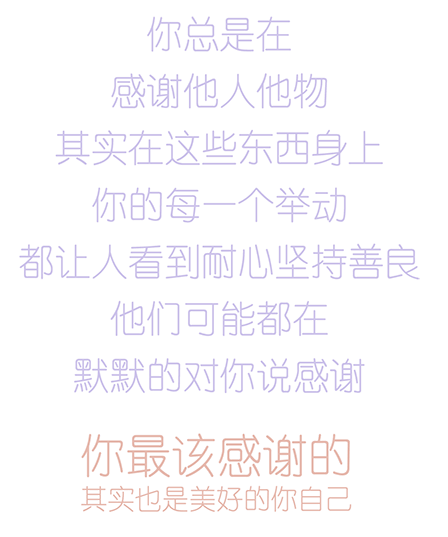 你总是在
感谢他人他物
其实在这些东西身上
你的每一个举动
都让人看到耐心坚持善良
他们可能都在
默默的对你说感谢
你最该感谢的
其实也是美好的你自己